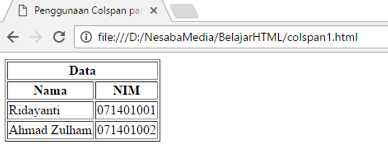 Penggunaan Colspan pa
file:///D:/NesabaMedia/BelajarHTML/colspan1.html
Data
Nama NIM
Ridayanti 071401001
Ahmad Zulham 071401002